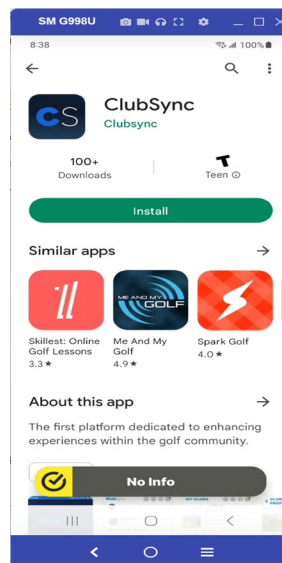 SM G998U
8:38
100%
CS
ClubSync
Clubsync
100+
Downloads
T
Teen
Install
Similar apps
ME AND MY
GOLF
Skillest: Online
Golf Lessons
3.3★
Me And My
Golf
4.9★
Spark Golf
4.0★
About this app
The first platform dedicated to enhancing
experiences within the golf community.
No Info